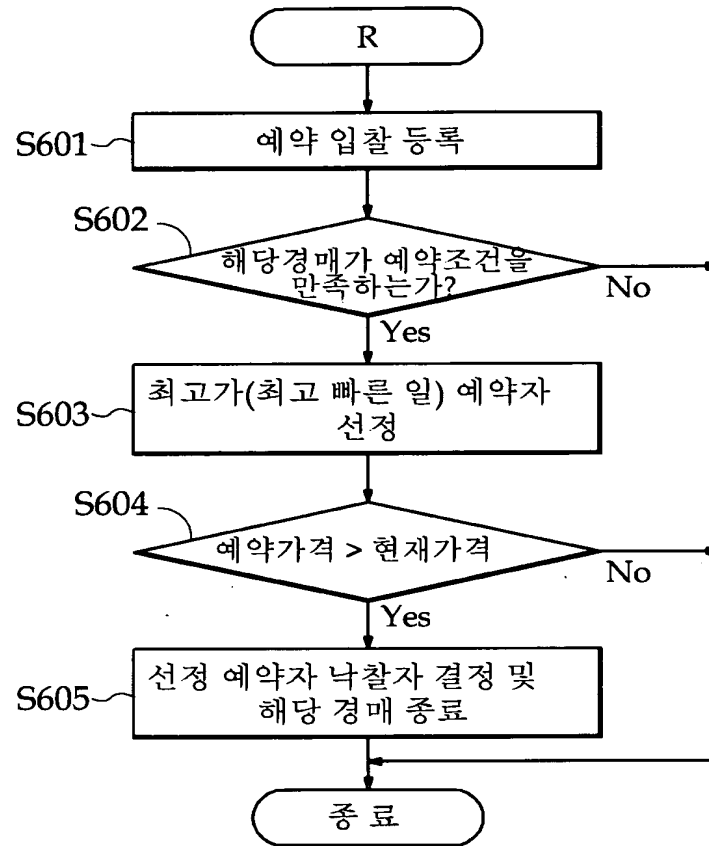 R
S601
예약 입찰 등록
S602
해당경매가 예약조건을
만족하는가?
No
Yes
S603
최고가(최고 빠른 일) 예약자
선정
S604
예약가격 > 현재가격
No
Yes
S605
선정 예약자 낙찰자 결정 및
해당 경매 종료
종 료